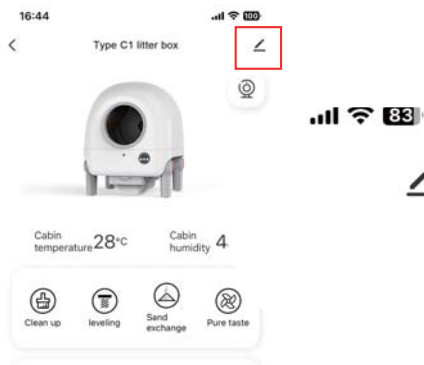 16:44 100
Type C1 litter box
83
Cabin temperature 28°C
Cabin humidity 4
Clean up
leveling
Sand exchange
Pure taste